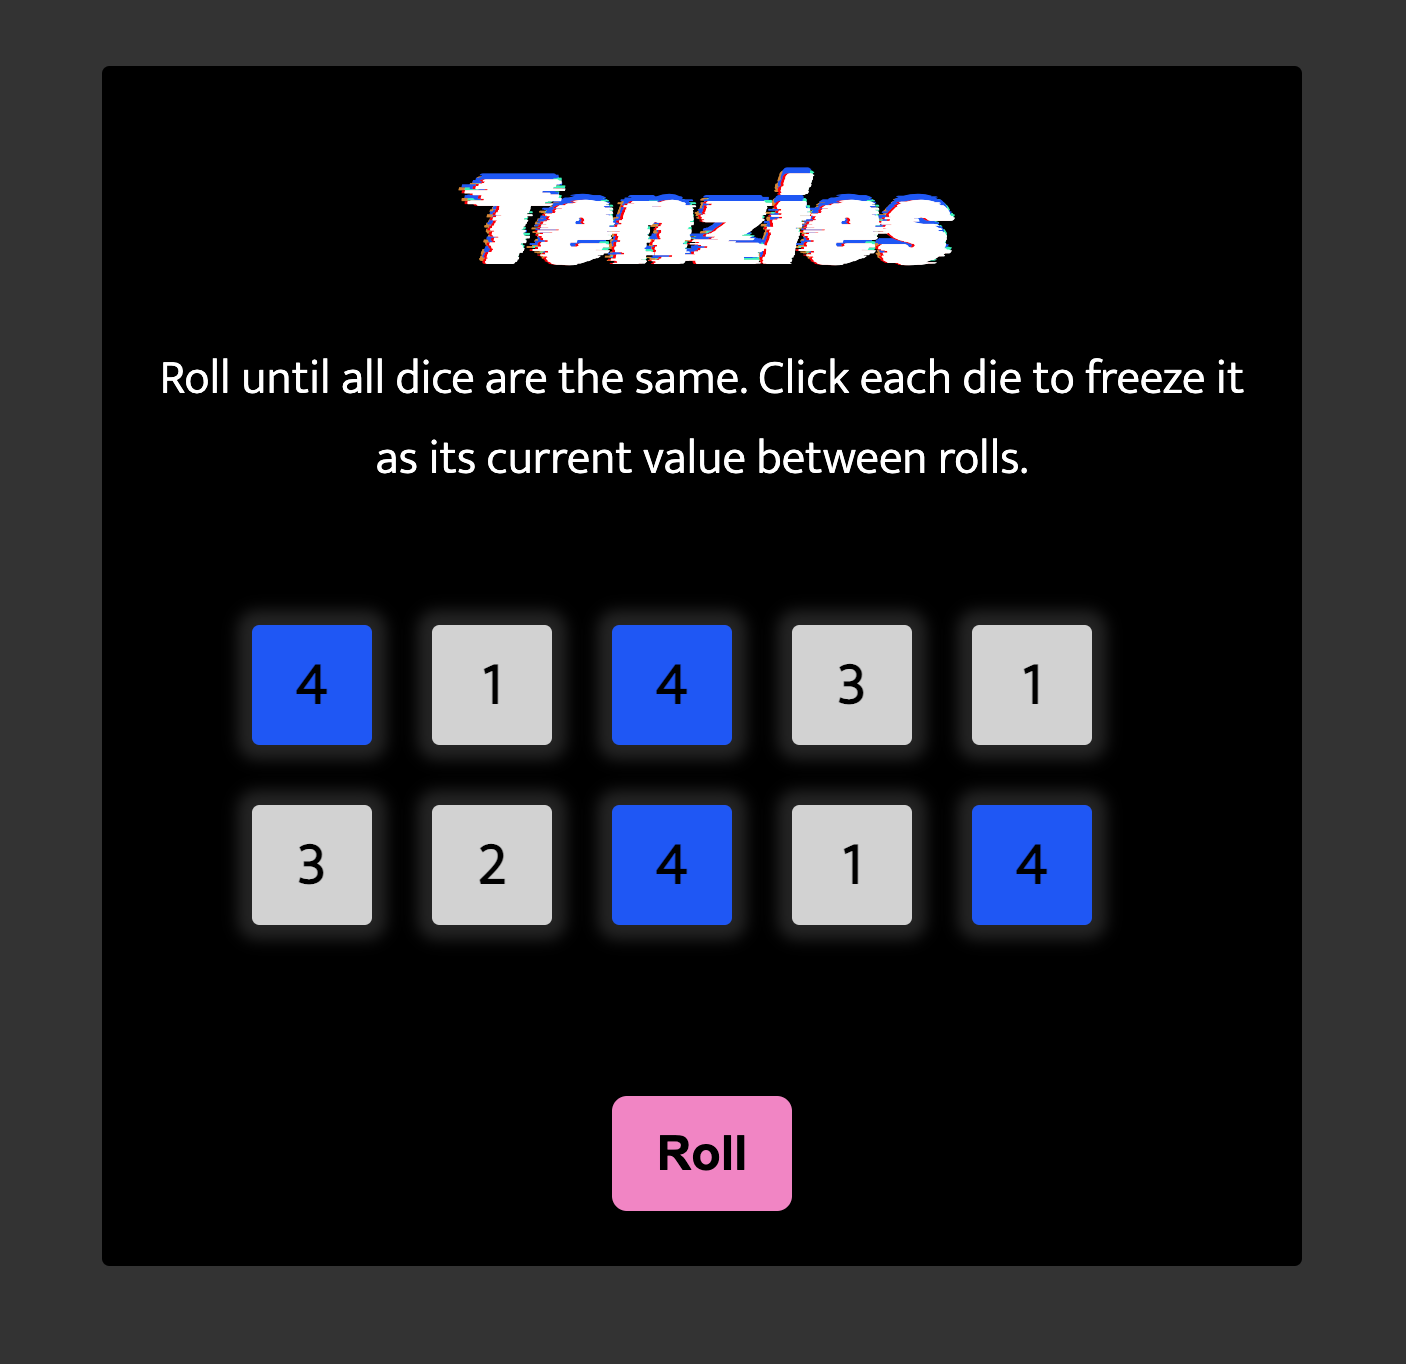 Tenzies
Roll until all dice are the same. Click each die to freeze it
as its current value between rolls.
4 1 4 3 1
3 2 4 1 4
Roll